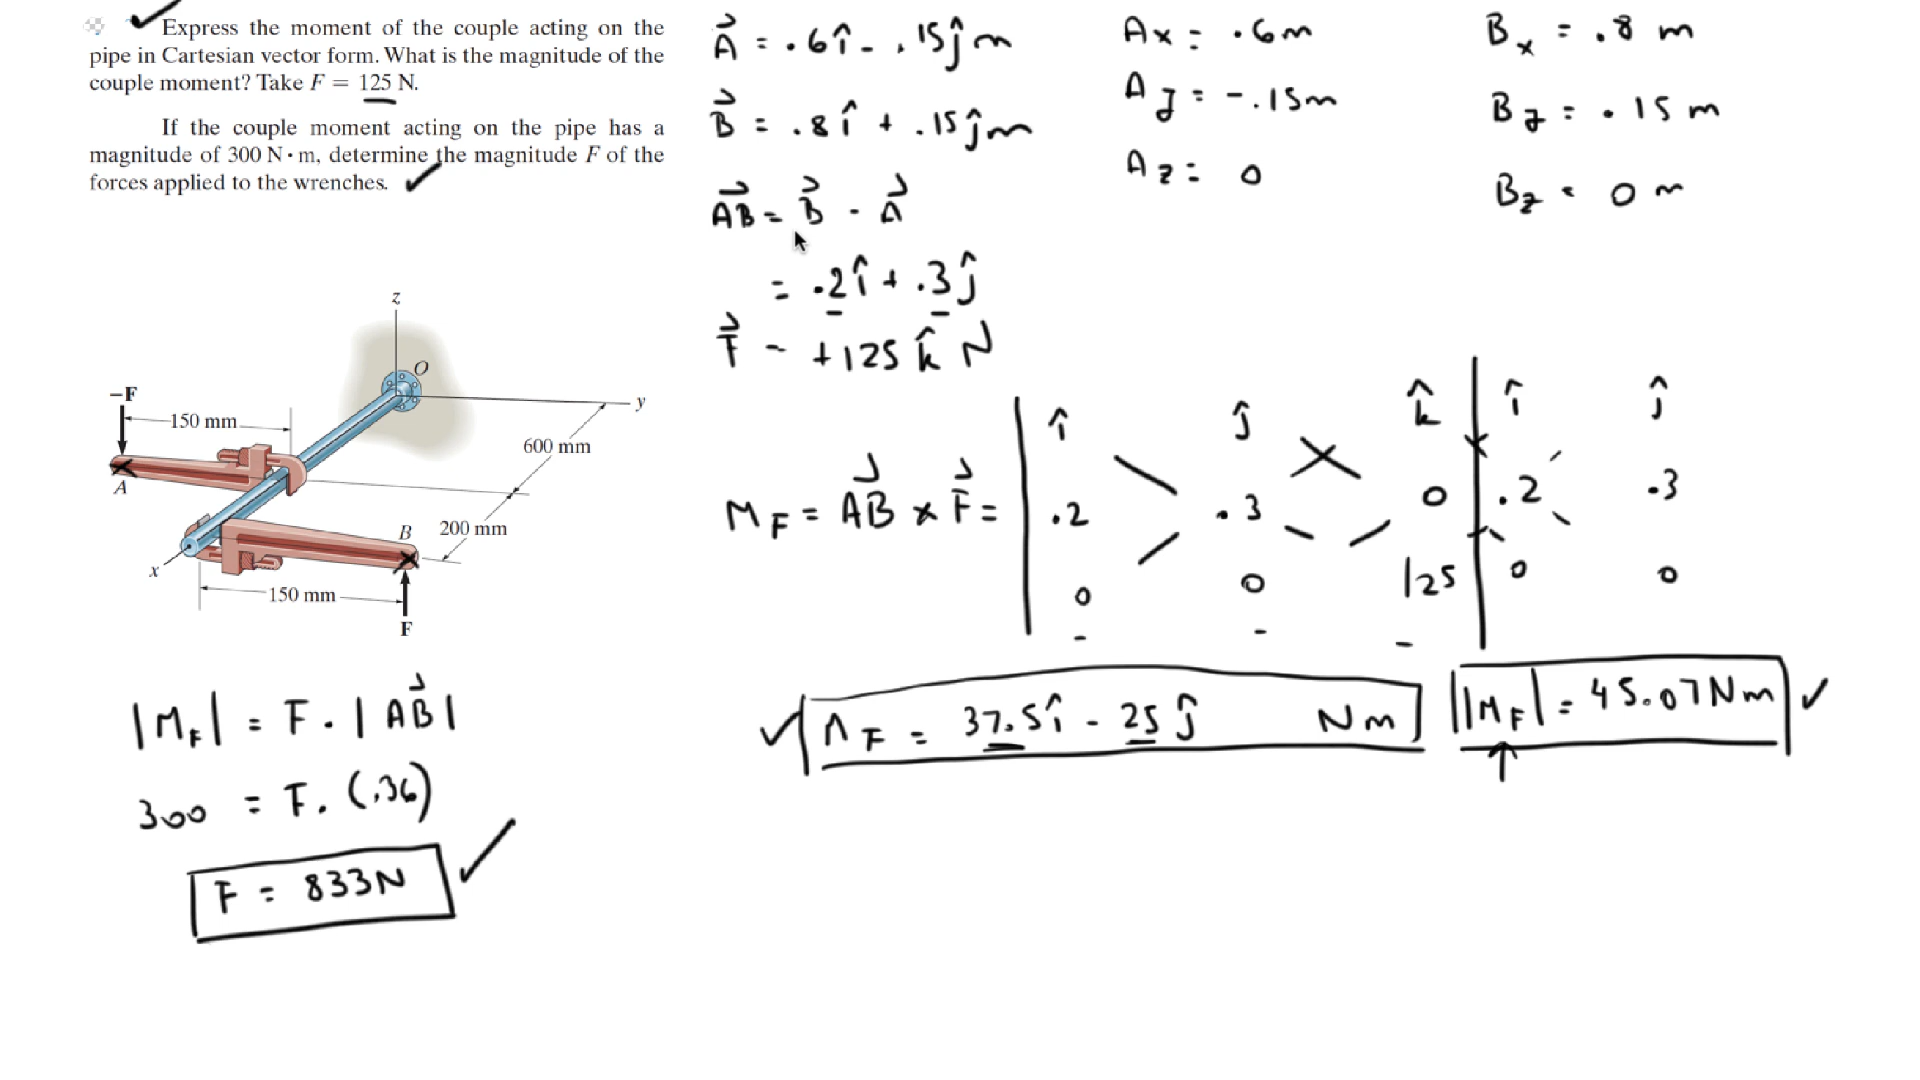 Express the moment of the couple acting on the
pipe in Cartesian vector form. What is the magnitude of the
couple moment? Take F = 125 N.
If the couple moment acting on the pipe has a
magnitude of 300 N·m, determine the magnitude F of the
forces applied to the wrenches.
z
O
y
-F
150 mm
600 mm
A
B
200 mm
x
150 mm
F
|M_F| = F · |AB⃗|
300 = F. (.36)
F = 833N
A⃗ = .6î - .15ĵ m
B⃗ = .8î + .15ĵ m
AB⃗ = B⃗ - A⃗
= .2î + .3ĵ
F⃗ - +125 k̂ N
Ax = .6m
Ay = -.15m
Az = 0
Bx = .8 m
By = .15 m
Bz = 0 m
M_F = AB⃗ × F⃗ =
î ĵ k̂ î ĵ
.2 .3 0 .2 .3
0 0 125 0 0
M_F = 37.5î - 25ĵ Nm
|M_F| = 45.07Nm